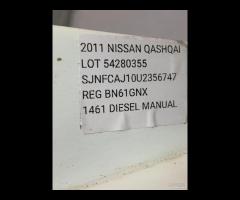 2011 NISSAN QASHQAI
LOT 54280355
SJNFCAJ10U2356747
REG BN61GNX
1461 DIESEL MANUAL